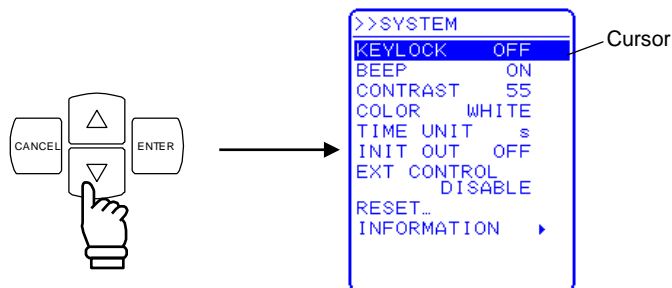 CANCEL
ENTER
>>SYSTEM
KEYLOCK OFF
BEEP ON
CONTRAST 55
COLOR WHITE
TIME UNIT s
INIT OUT OFF
EXT CONTROL
DISABLE
RESET…
INFORMATION ▸
Cursor